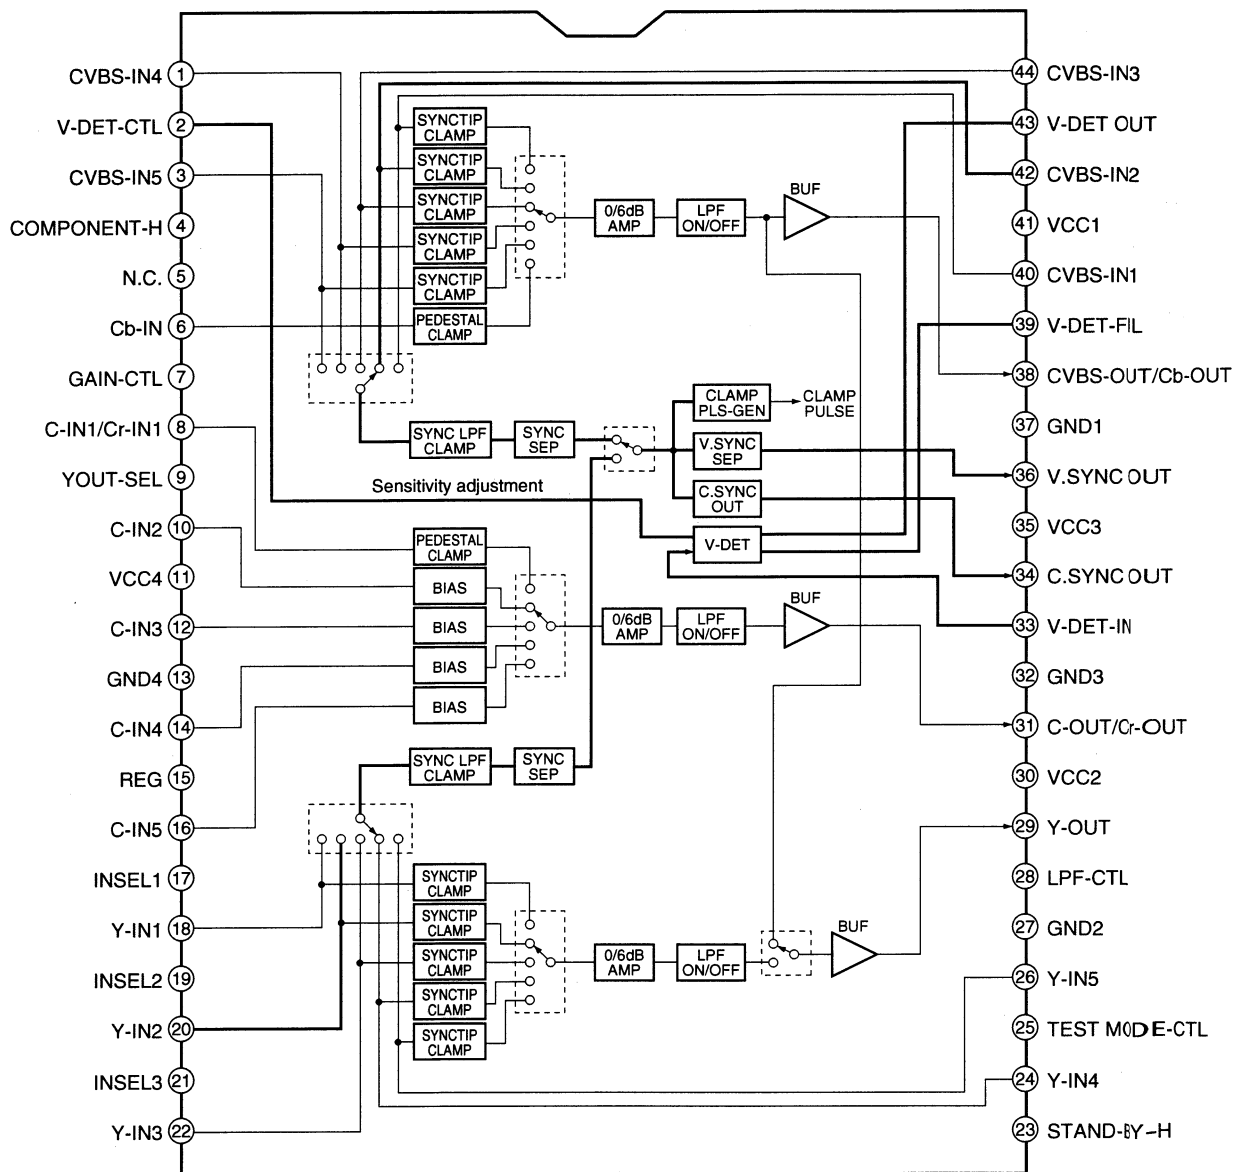 1 CVBS-IN4
2 V-DET-CTL
3 CVBS-IN5
4 COMPONENT-H
5 N.C.
6 Cb-IN
7 GAIN-CTL
8 C-IN1/Cr-IN1
9 YOUT-SEL
10 C-IN2
11 VCC4
12 C-IN3
13 GND4
14 C-IN4
15 REG
16 C-IN5
17 INSEL1
18 Y-IN1
19 INSEL2
20 Y-IN2
21 INSEL3
22 Y-IN3
SYNCTIP
CLAMP
SYNCTIP
CLAMP
SYNCTIP
CLAMP
SYNCTIP
CLAMP
SYNCTIP
CLAMP
PEDESTAL
CLAMP
0/6dB
AMP
LPF
ON/OFF
BUF
SYNC LPF
CLAMP
SYNC
SEP
CLAMP
PLS-GEN
CLAMP
PULSE
V.SYNC
SEP
C.SYNC
OUT
V-DET
Sensitivity adjustment
PEDESTAL
CLAMP
BIAS
BIAS
BIAS
BIAS
0/6dB
AMP
LPF
ON/OFF
BUF
SYNC LPF
CLAMP
SYNC
SEP
SYNCTIP
CLAMP
SYNCTIP
CLAMP
SYNCTIP
CLAMP
SYNCTIP
CLAMP
SYNCTIP
CLAMP
0/6dB
AMP
LPF
ON/OFF
BUF
44 CVBS-IN3
43 V-DET OUT
42 CVBS-IN2
41 VCC1
40 CVBS-IN1
39 V-DET-FIL
38 CVBS-OUT/Cb-OUT
37 GND1
36 V.SYNC OUT
35 VCC3
34 C.SYNC OUT
33 V-DET-IN
32 GND3
31 C-OUT/Cr-OUT
30 VCC2
29 Y-OUT
28 LPF-CTL
27 GND2
26 Y-IN5
25 TEST MODE-CTL
24 Y-IN4
23 STAND-BY-H